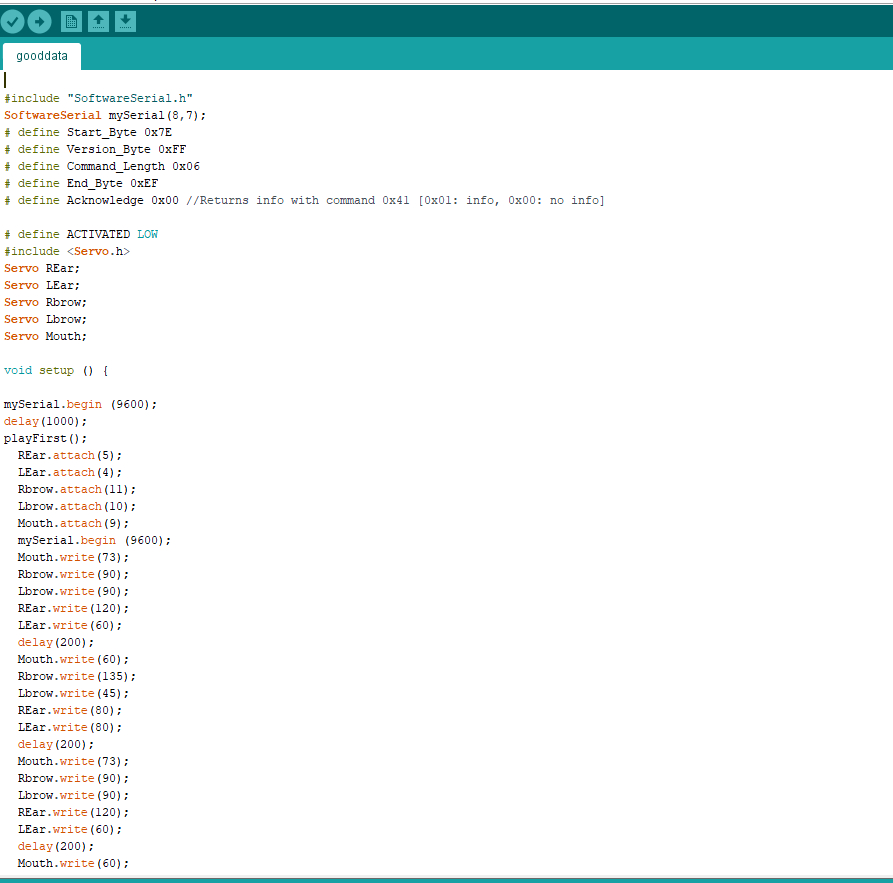 gooddata
#include "SoftwareSerial.h"
SoftwareSerial mySerial(8,7);
# define Start_Byte 0x7E
# define Version_Byte 0xFF
# define Command_Length 0x06
# define End_Byte 0xEF
# define Acknowledge 0x00 //Returns info with command 0x41 [0x01: info, 0x00: no info]
# define ACTIVATED LOW
#include <Servo.h>
Servo REar;
Servo LEar;
Servo Rbrow;
Servo Lbrow;
Servo Mouth;
void setup () {
mySerial.begin (9600);
delay(1000);
playFirst();
REar.attach(5);
LEar.attach(4);
Rbrow.attach(11);
Lbrow.attach(10);
Mouth.attach(9);
mySerial.begin (9600);
Mouth.write(73);
Rbrow.write(90);
Lbrow.write(90);
REar.write(120);
LEar.write(60);
delay(200);
Mouth.write(60);
Rbrow.write(135);
Lbrow.write(45);
REar.write(80);
LEar.write(80);
delay(200);
Mouth.write(73);
Rbrow.write(90);
Lbrow.write(90);
REar.write(120);
LEar.write(60);
delay(200);
Mouth.write(60);